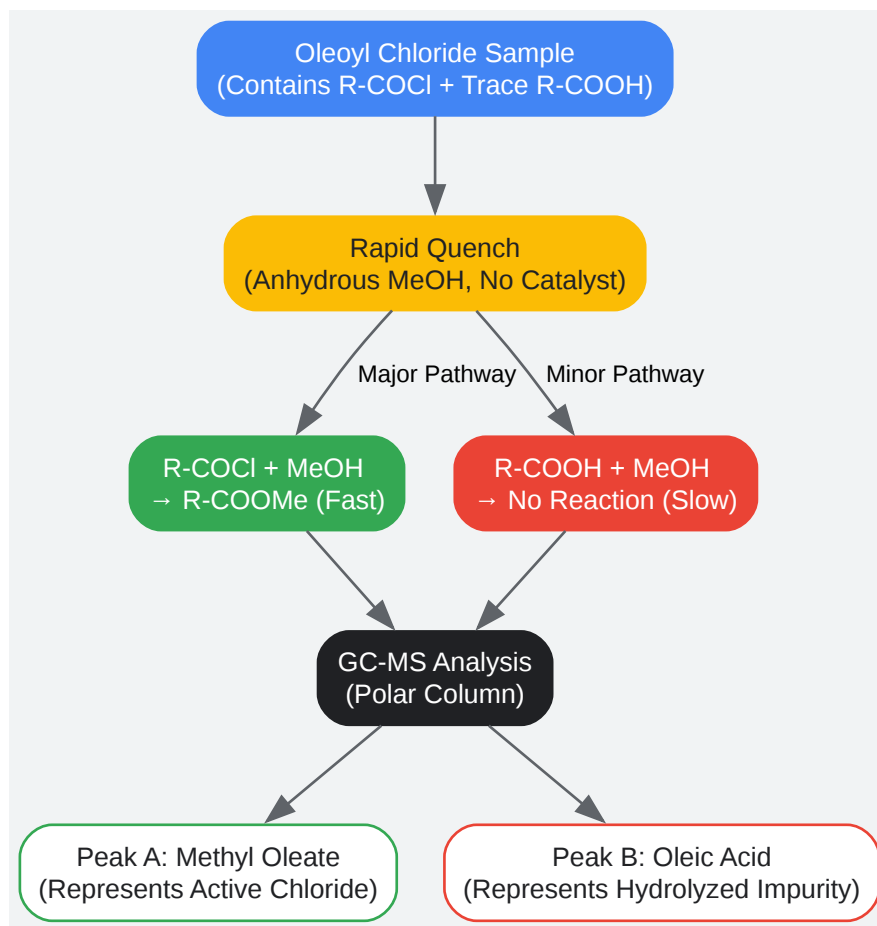 Oleoyl Chloride Sample
(Contains R-COCl + Trace R-COOH)
Rapid Quench
(Anhydrous MeOH, No Catalyst)
Major Pathway
Minor Pathway
R-COCl + MeOH
→ R-COOMe (Fast)
R-COOH + MeOH
→ No Reaction (Slow)
GC-MS Analysis
(Polar Column)
Peak A: Methyl Oleate
(Represents Active Chloride)
Peak B: Oleic Acid
(Represents Hydrolyzed Impurity)